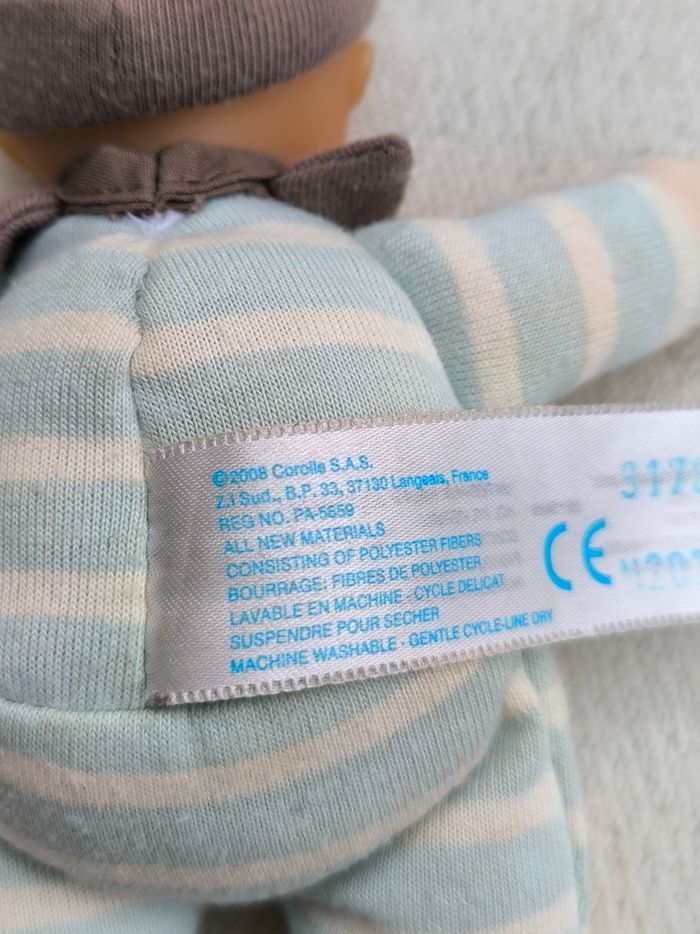 ©2008 Corolle S.A.S.
Z.I Sud., B.P. 33, 37130 Langeais, France
REG NO. PA-5659
ALL NEW MATERIALS
CONSISTING OF POLYESTER FIBERS
BOURRAGE: FIBRES DE POLYESTER
LAVABLE EN MACHINE - CYCLE DELICAT
SUSPENDRE POUR SECHER
MACHINE WASHABLE - GENTLE CYCLE-LINE DRY
CE